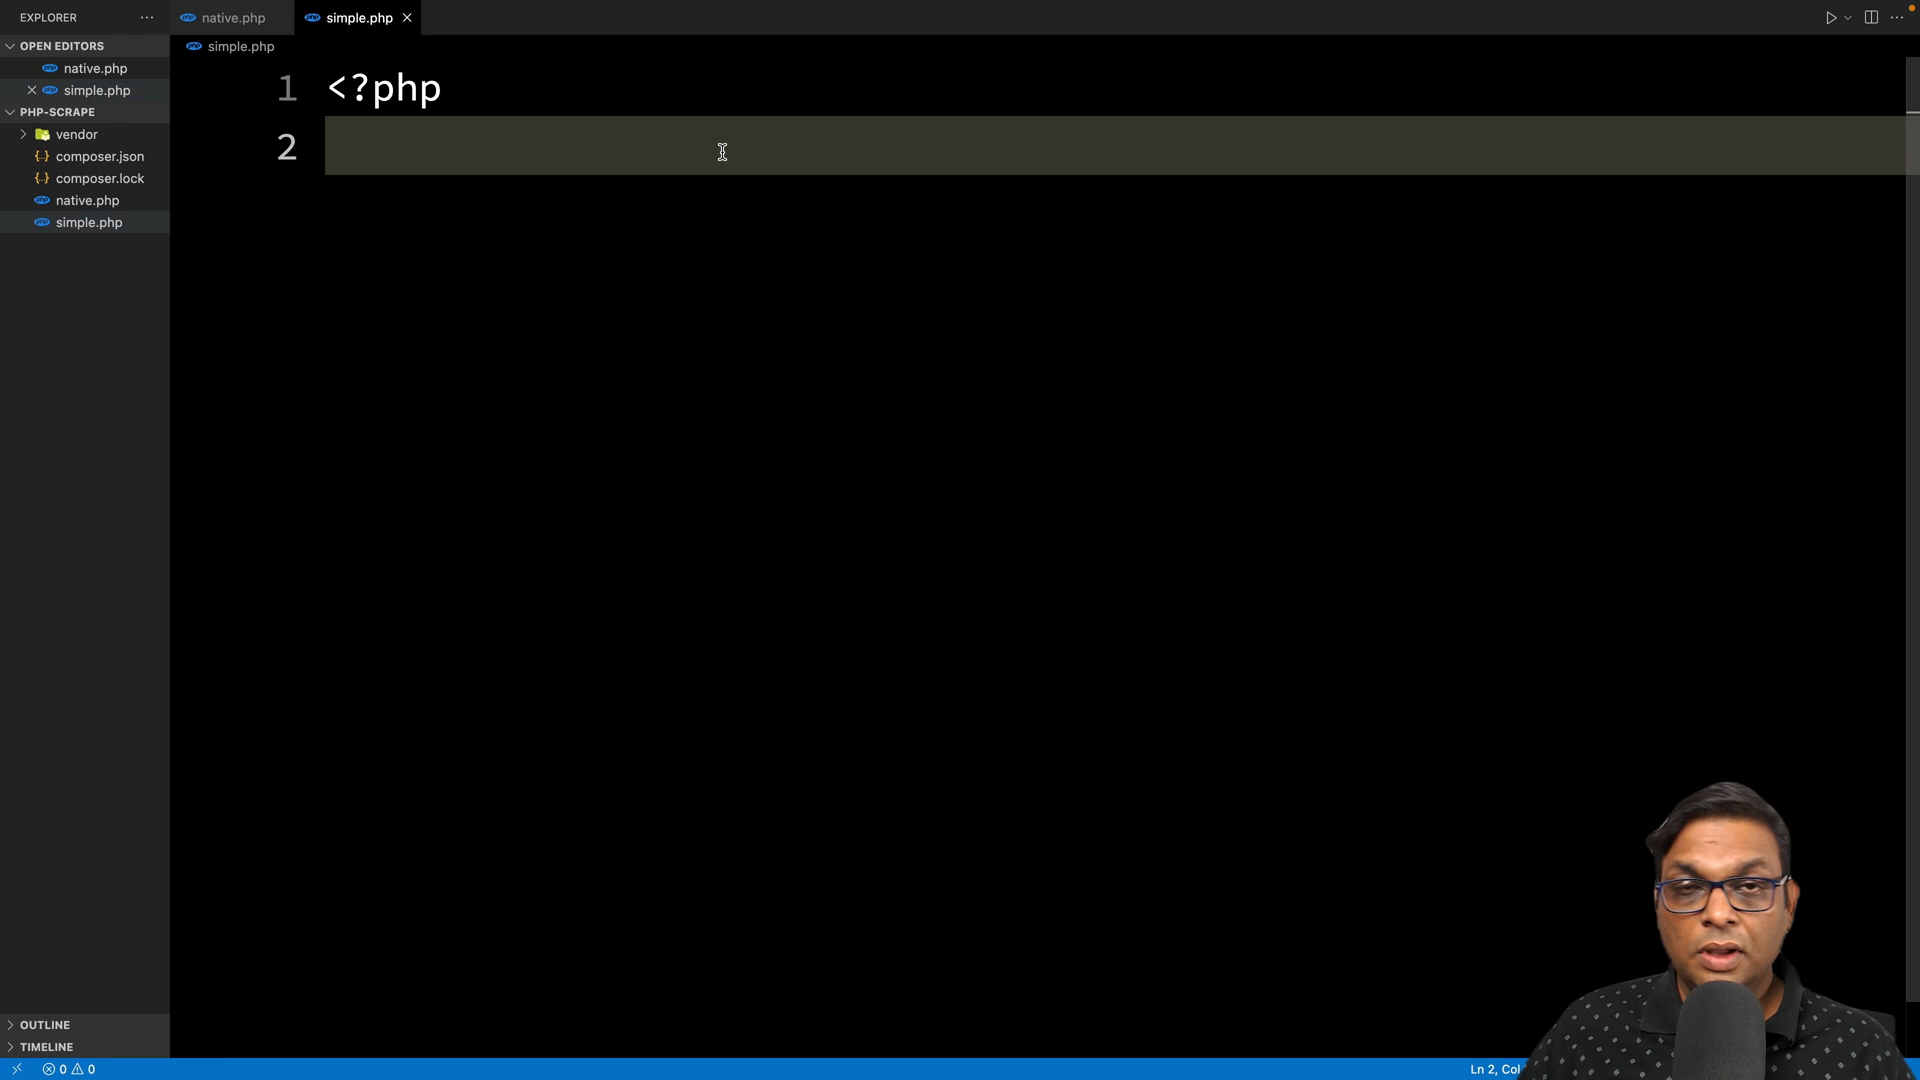 EXPLORER
native.php
simple.php
OPEN EDITORS
native.php
simple.php
PHP-SCRAPE
vendor
composer.json
composer.lock
native.php
simple.php
simple.php
1 <?php
2
OUTLINE
TIMELINE
0 0
Ln 2, Col